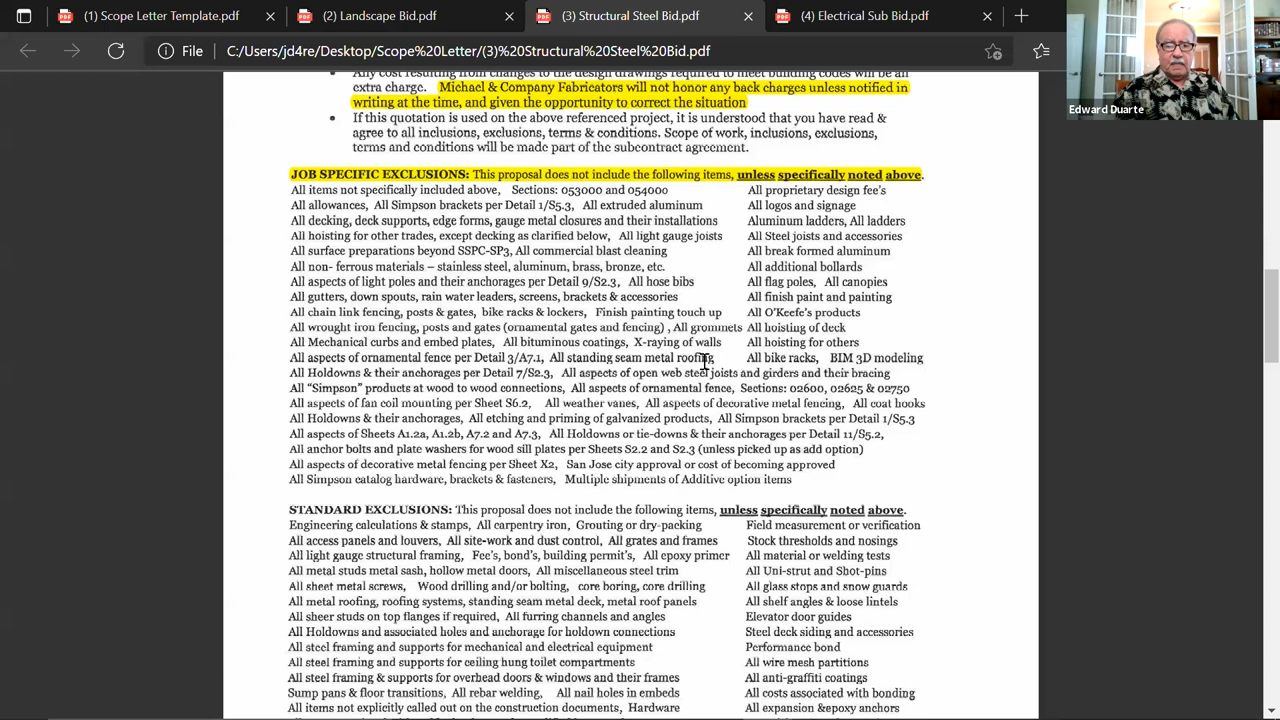 (1) Scope Letter Template.pdf
(2) Landscape Bid.pdf
(3) Structural Steel Bid.pdf
(4) Electrical Sub Bid.pdf
File C:/Users/jd4re/Desktop/Scope%20Letter/(3)%20Structural%20Steel%20Bid.pdf
Edward Duarte
Any cost resulting from changes to the design drawings required to meet building codes will be an
extra charge. Michael & Company Fabricators will not honor any back charges unless notified in
writing at the time, and given the opportunity to correct the situation
• If this quotation is used on the above referenced project, it is understood that you have read &
agree to all inclusions, exclusions, terms & conditions. Scope of work, inclusions, exclusions,
terms and conditions will be made part of the subcontract agreement.
JOB SPECIFIC EXCLUSIONS: This proposal does not include the following items, unless specifically noted above.
All items not specifically included above, Sections: 053000 and 054000 All proprietary design fee's
All allowances, All Simpson brackets per Detail 1/S5.3, All extruded aluminum All logos and signage
All decking, deck supports, edge forms, gauge metal closures and their installations Aluminum ladders, All ladders
All hoisting for other trades, except decking as clarified below, All light gauge joists All Steel joists and accessories
All surface preparations beyond SSPC-SP3, All commercial blast cleaning All break formed aluminum
All non- ferrous materials – stainless steel, aluminum, brass, bronze, etc. All additional bollards
All aspects of light poles and their anchorages per Detail 9/S2.3, All hose bibs All flag poles, All canopies
All gutters, down spouts, rain water leaders, screens, brackets & accessories All finish paint and painting
All chain link fencing, posts & gates, bike racks & lockers, Finish painting touch up All O'Keefe's products
All wrought iron fencing, posts and gates (ornamental gates and fencing) , All grommets All hoisting of deck
All Mechanical curbs and embed plates, All bituminous coatings, X-raying of walls All hoisting for others
All aspects of ornamental fence per Detail 3/A7.1, All standing seam metal roofing All bike racks, BIM 3D modeling
All Holdowns & their anchorages per Detail 7/S2.3, All aspects of open web steel joists and girders and their bracing
All “Simpson” products at wood to wood connections, All aspects of ornamental fence, Sections: 02600, 02625 & 02750
All aspects of fan coil mounting per Sheet S6.2, All weather vanes, All aspects of decorative metal fencing, All coat hooks
All Holdowns & their anchorages, All etching and priming of galvanized products, All Simpson brackets per Detail 1/S5.3
All aspects of Sheets A1.2a, A1.2b, A7.2 and A7.3, All Holdowns or tie-downs & their anchorages per Detail 11/S5.2,
All anchor bolts and plate washers for wood sill plates per Sheets S2.2 and S2.3 (unless picked up as add option)
All aspects of decorative metal fencing per Sheet X2, San Jose city approval or cost of becoming approved
All Simpson catalog hardware, brackets & fasteners, Multiple shipments of Additive option items
STANDARD EXCLUSIONS: This proposal does not include the following items, unless specifically noted above.
Engineering calculations & stamps, All carpentry iron, Grouting or dry-packing Field measurement or verification
All access panels and louvers, All site-work and dust control, All grates and frames Stock thresholds and nosings
All light gauge structural framing, Fee's, bond's, building permit's, All epoxy primer All material or welding tests
All metal studs metal sash, hollow metal doors, All miscellaneous steel trim All Uni-strut and Shot-pins
All sheet metal screws, Wood drilling and/or bolting, core boring, core drilling All glass stops and snow guards
All metal roofing, roofing systems, standing seam metal deck, metal roof panels All shelf angles & loose lintels
All sheer studs on top flanges if required, All furring channels and angles Elevator door guides
All Holdowns and associated holes and anchorage for holdown connections Steel deck siding and accessories
All steel framing and supports for mechanical and electrical equipment Performance bond
All steel framing and supports for ceiling hung toilet compartments All wire mesh partitions
All steel framing & supports for overhead doors & windows and their frames All anti-graffiti coatings
Sump pans & floor transitions, All rebar welding, All nail holes in embeds All costs associated with bonding
All items not explicitly called out on the construction documents, Hardware All expansion &epoxy anchors